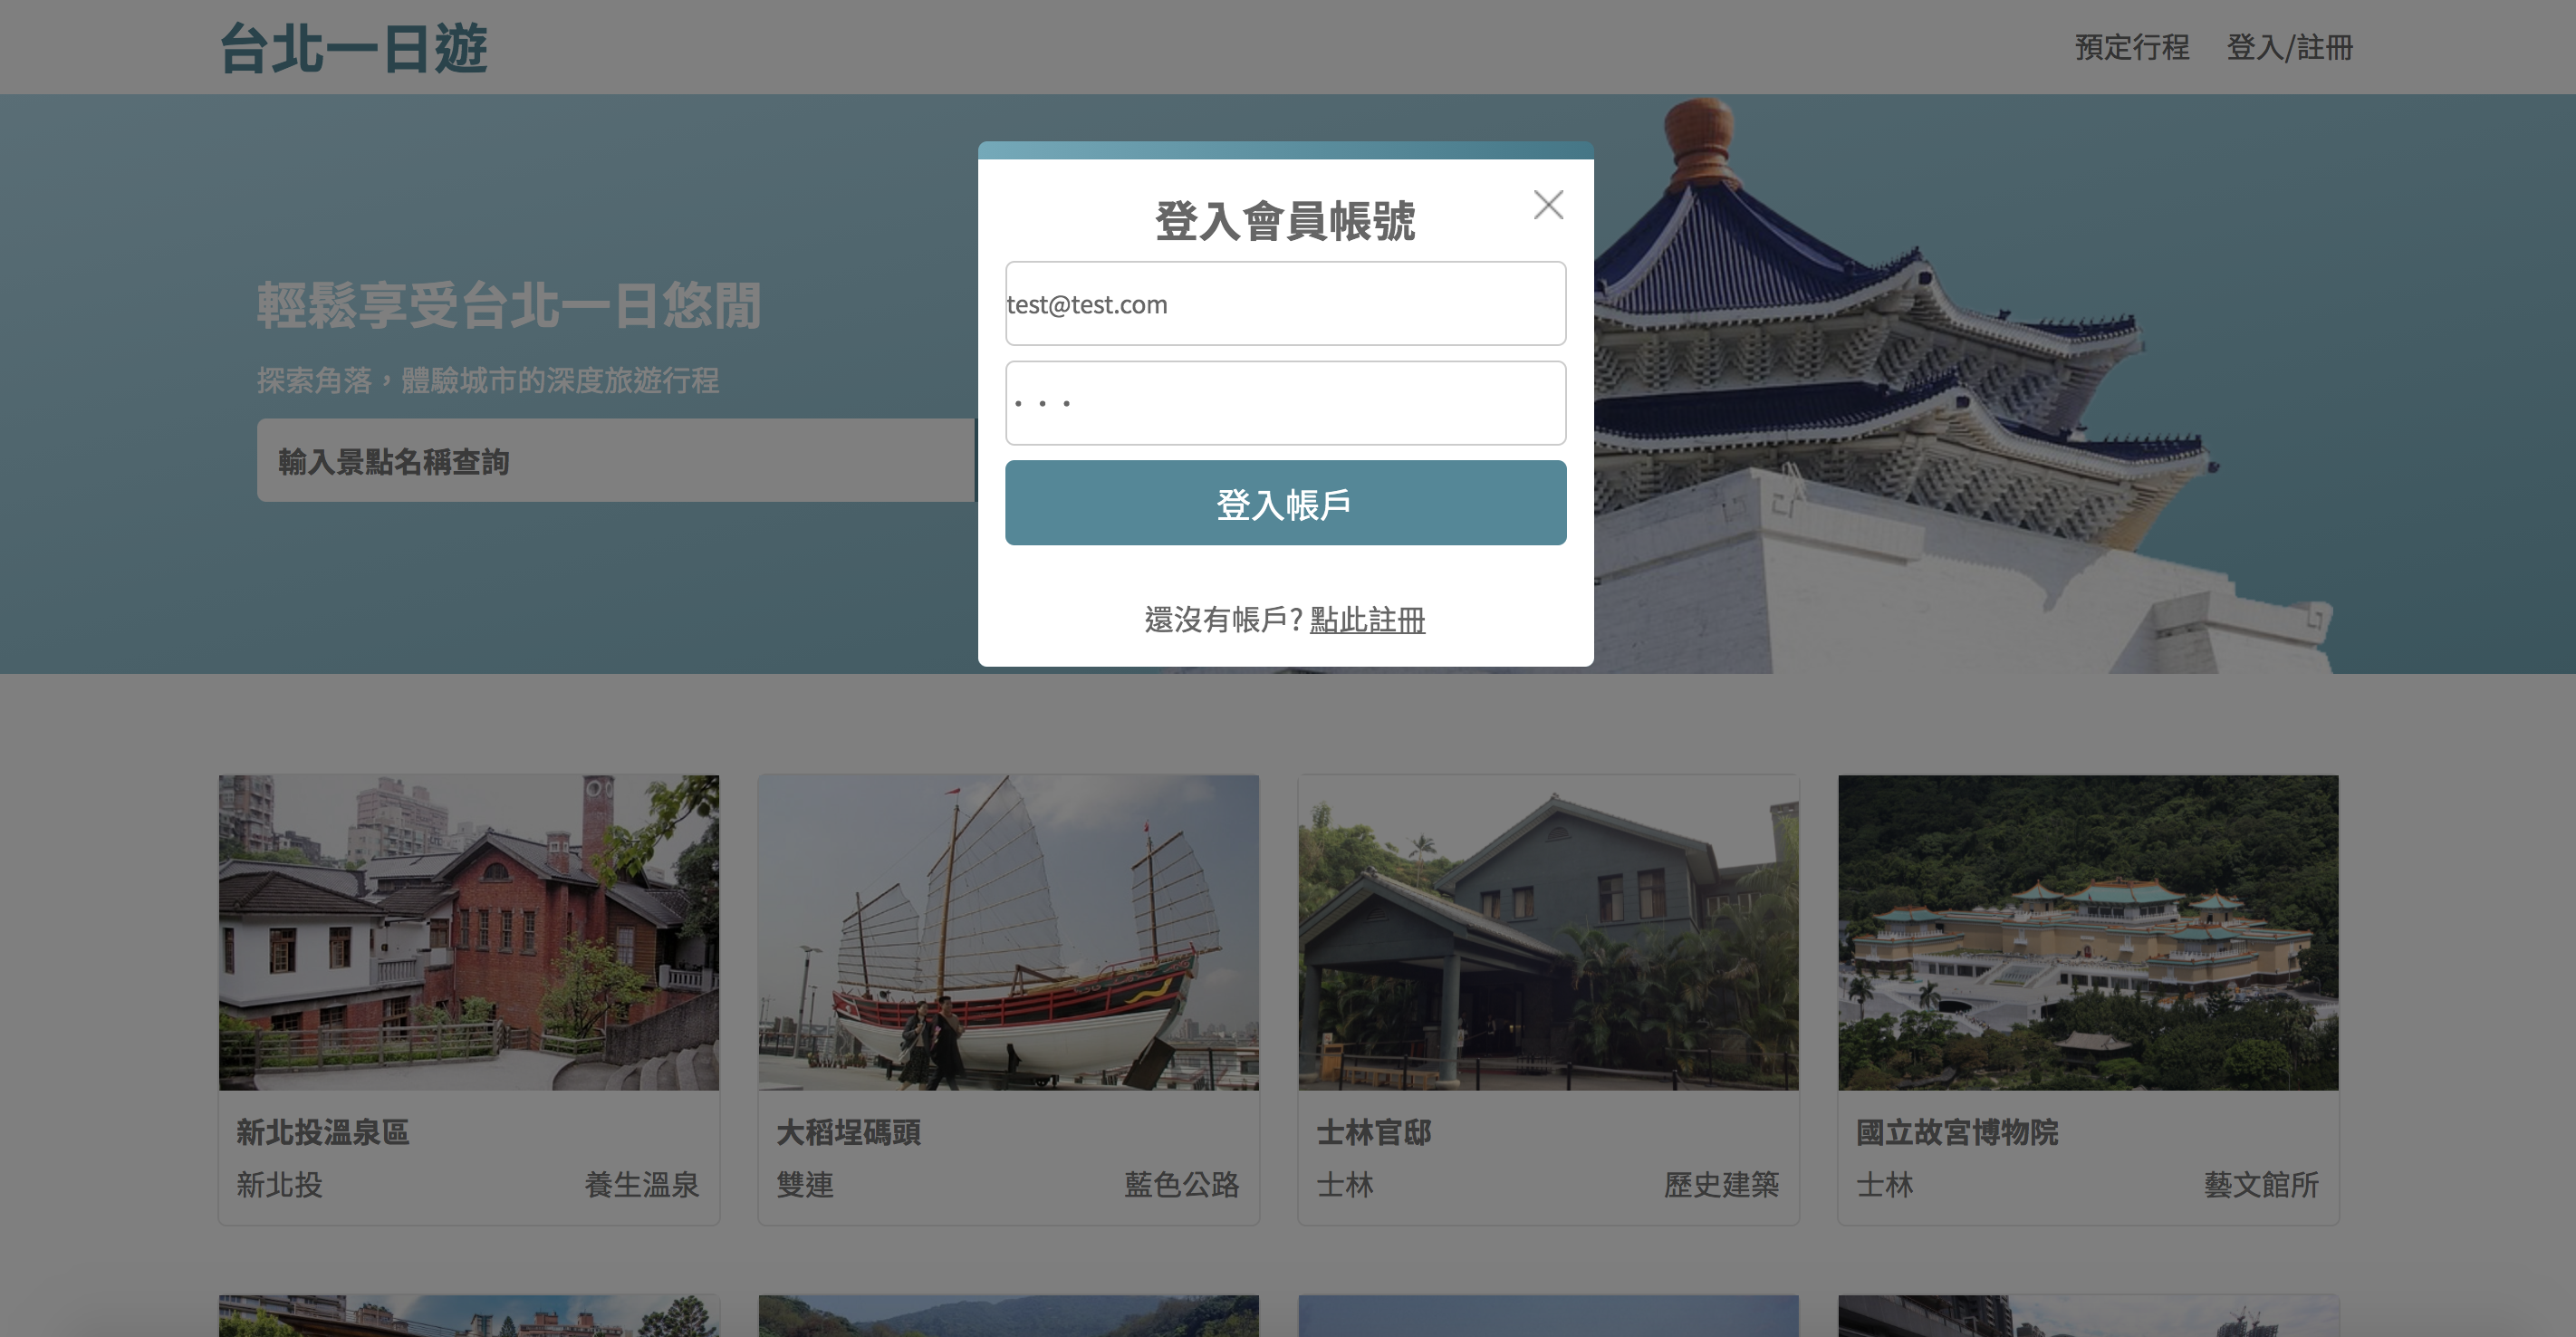 台北一日遊
預定行程 登入/註冊
輕鬆享受台北一日悠閒
探索角落，體驗城市的深度旅遊行程
輸入景點名稱查詢
登入會員帳號
test@test.com
登入帳戶
還沒有帳戶? 點此註冊
新北投溫泉區
新北投 養生溫泉
大稻埕碼頭
雙連 藍色公路
士林官邸
士林 歷史建築
國立故宮博物院
士林 藝文館所